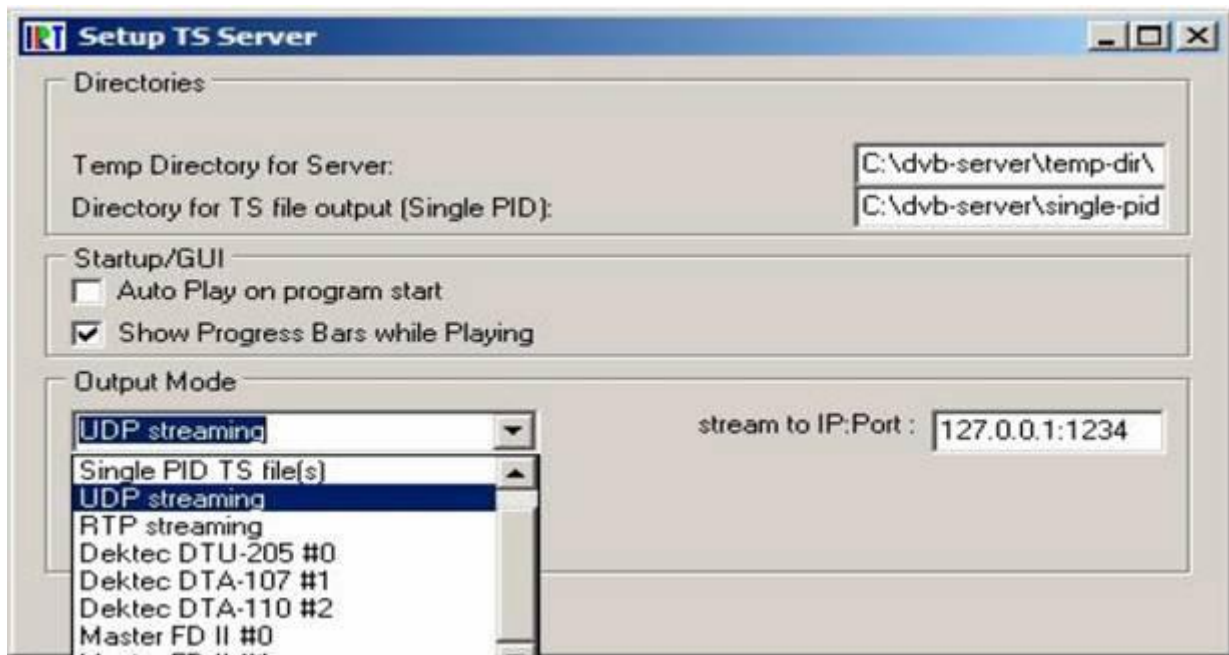 IRT Setup TS Server
Directories
Temp Directory for Server: C:\dvb-server\temp-dir\
Directory for TS file output (Single PID): C:\dvb-server\single-pid
Startup/GUI
Auto Play on program start
Show Progress Bars while Playing
Output Mode
UDP streaming stream to IP:Port : 127.0.0.1:1234
Single PID TS file(s)
UDP streaming
RTP streaming
Dektec DTU-205 #0
Dektec DTA-107 #1
Dektec DTA-110 #2
Master FD II #0